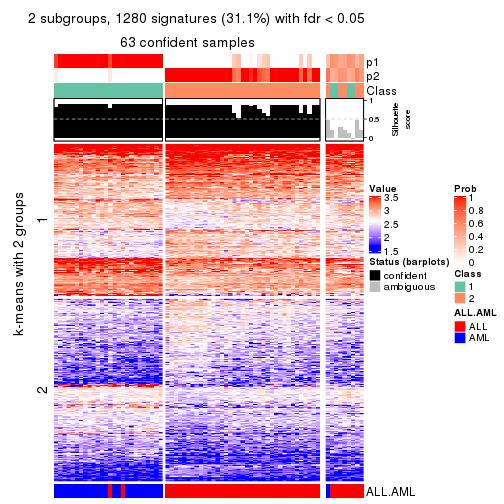 2 subgroups, 1280 signatures (31.1%) with fdr < 0.05
63 confident samples
p1
p2
Class
1
0.5
0
Silhouette
score
k-means with 2 groups
1
2
Value
3.5
3
2.5
2
1.5
Status (barplots)
confident
ambiguous
Prob
1
0.8
0.6
0.4
0.2
0
Class
1
2
ALL.AML
ALL
AML
ALL.AML